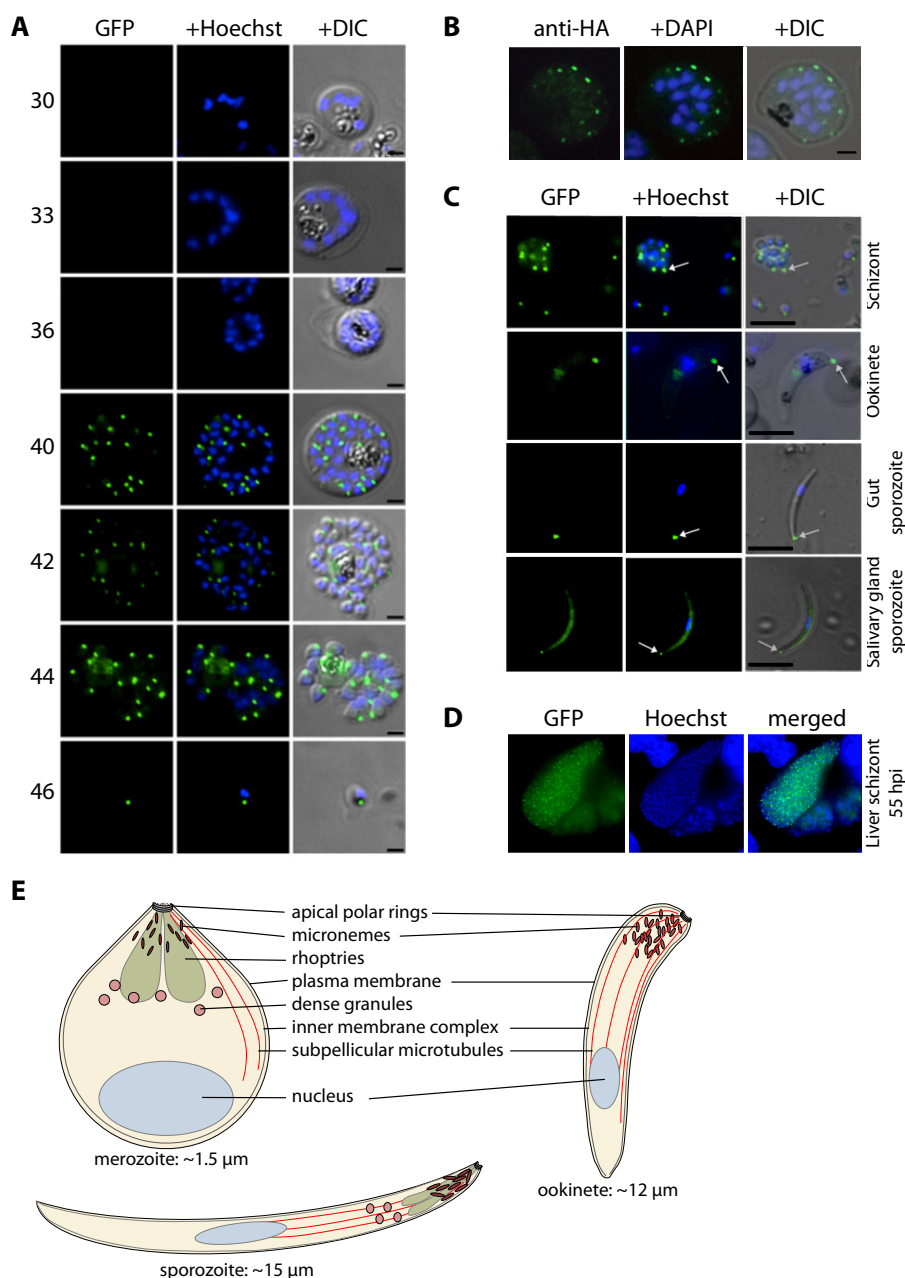 A
GFP +Hoechst +DIC
30
33
36
40
42
44
46
B
anti-HA +DAPI +DIC
C
GFP +Hoechst +DIC
Schizont
Ookinete
Gut
sporozoite
Salivary gland
sporozoite
D
GFP Hoechst merged
Liver schizont
55 hpi
E
apical polar rings
micronemes
rhoptries
plasma membrane
dense granules
inner membrane complex
subpellicular microtubules
nucleus
merozoite: ~1.5 μm
ookinete: ~12 μm
sporozoite: ~15 μm